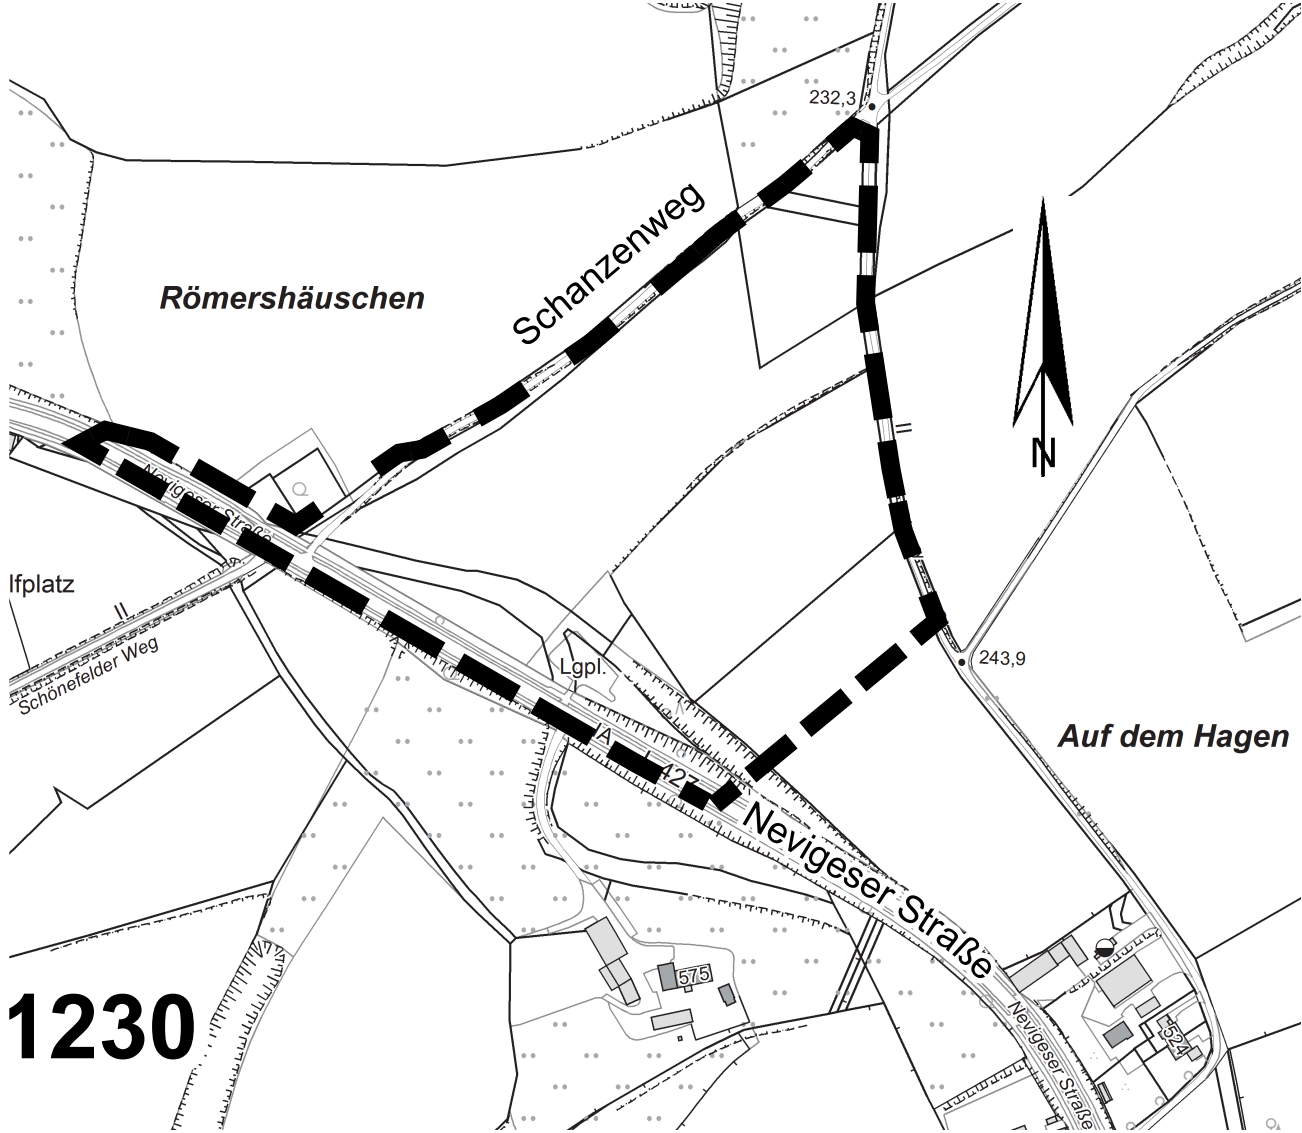 232,3
Schanzenweg
Römershäuschen
N
Nevigeser Straße
lfplatz
Schönefelder Weg
243,9
Lgpl.
Auf dem Hagen
L 427
Nevigeser Straße
575
1230
Nevigeser Straße
524